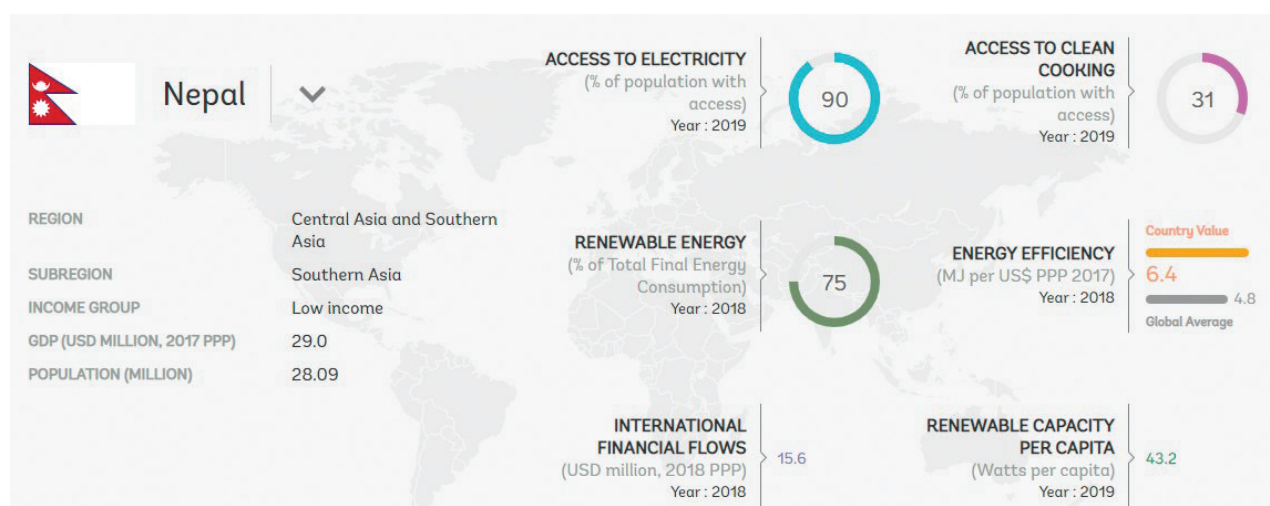 Nepal
REGION
Central Asia and Southern
Asia
SUBREGION
Southern Asia
INCOME GROUP
Low income
GDP (USD MILLION, 2017 PPP)
29.0
POPULATION (MILLION)
28.09
ACCESS TO ELECTRICITY
(% of population with
access)
Year : 2019
90
ACCESS TO CLEAN
COOKING
(% of population with
access)
Year : 2019
31
RENEWABLE ENERGY
(% of Total Final Energy
Consumption)
Year : 2018
75
ENERGY EFFICIENCY
(MJ per US$ PPP 2017)
Year : 2018
Country Value
6.4
4.8
Global Average
INTERNATIONAL
FINANCIAL FLOWS
(USD million, 2018 PPP)
Year : 2018
15.6
RENEWABLE CAPACITY
PER CAPITA
(Watts per capita)
Year : 2019
43.2